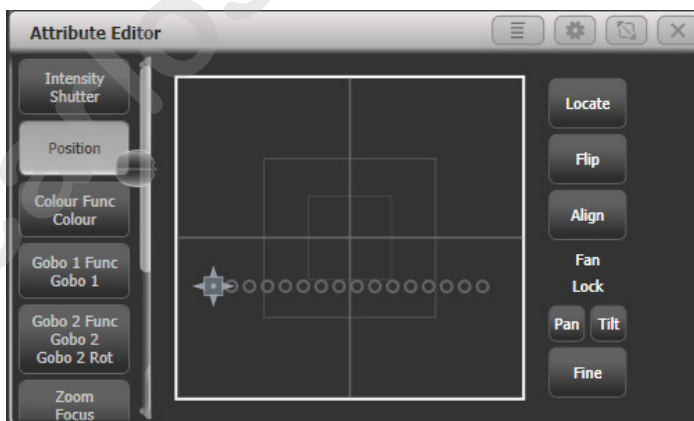 Attribute Editor
Intensity
Shutter
Position
Colour Func
Colour
Gobo 1 Func
Gobo 1
Gobo 2 Func
Gobo 2
Gobo 2 Rot
Zoom
Focus
Locate
Flip
Align
Fan
Lock
Pan Tilt
Fine